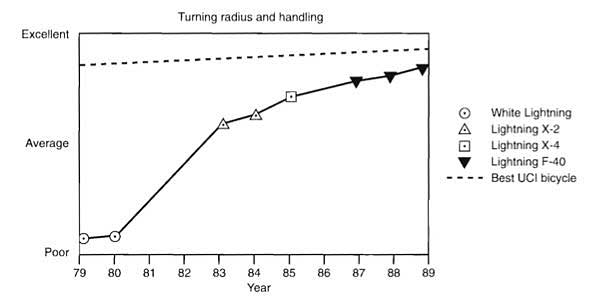 Turning radius and handling
Excellent
Average
Poor
79 80 81 82 83 84 85 86 87 88 89
Year
White Lightning
Lightning X-2
Lightning X-4
Lightning F-40
Best UCI bicycle